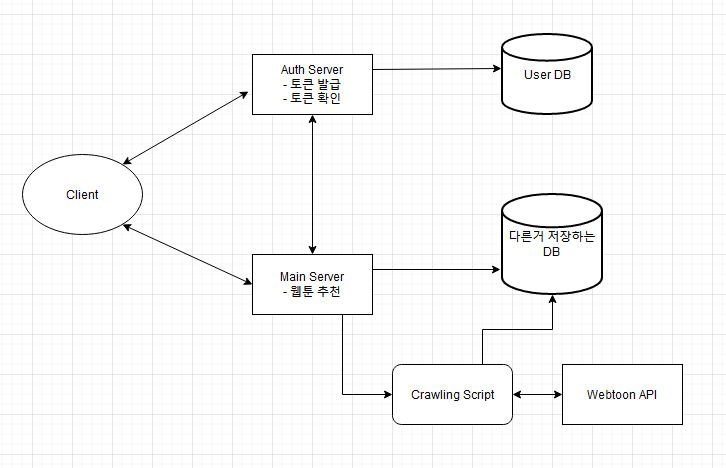 Auth Server
- 토큰 발급
- 토큰 확인
User DB
Client
다른거 저장하는
DB
Main Server
- 웹툰 추천
Crawling Script
Webtoon API